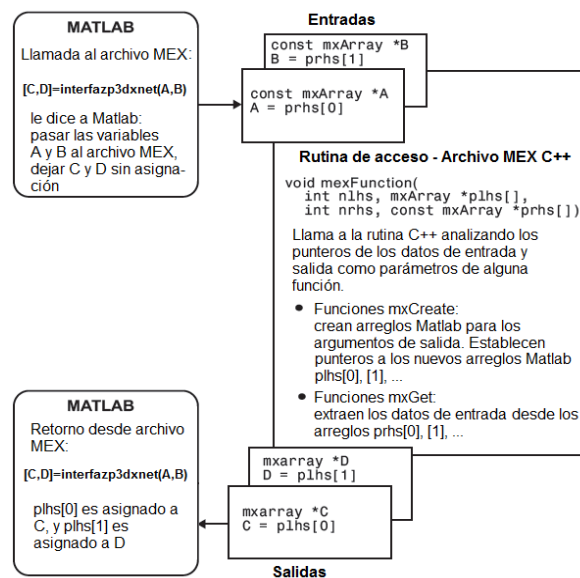 MATLAB
Llamada al archivo MEX:
[C,D]=interfazp3dxnet(A,B)
le dice a Matlab:
pasar las variables
A y B al archivo MEX,
dejar C y D sin asigna-
ción
Entradas
const mxArray *B
B = prhs[1]
const mxArray *A
A = prhs[0]
Rutina de acceso - Archivo MEX C++
void mexFunction(
int nlhs, mxArray *plhs[],
int nrhs, const mxArray *prhs[])
Llama a la rutina C++ analizando los
punteros de los datos de entrada y
salida como parámetros de alguna
función.
• Funciones mxCreate:
crean arreglos Matlab para los
argumentos de salida. Establecen
punteros a los nuevos arreglos Matlab
plhs[0], [1], ...
• Funciones mxGet:
extraen los datos de entrada desde los
arreglos prhs[0], [1], ...
MATLAB
Retorno desde archivo
MEX:
[C,D]=interfazp3dxnet(A,B)
plhs[0] es asignado a
C, y plhs[1] es
asignado a D
mxarray *D
D = plhs[1]
mxarray *C
C = plhs[0]
Salidas